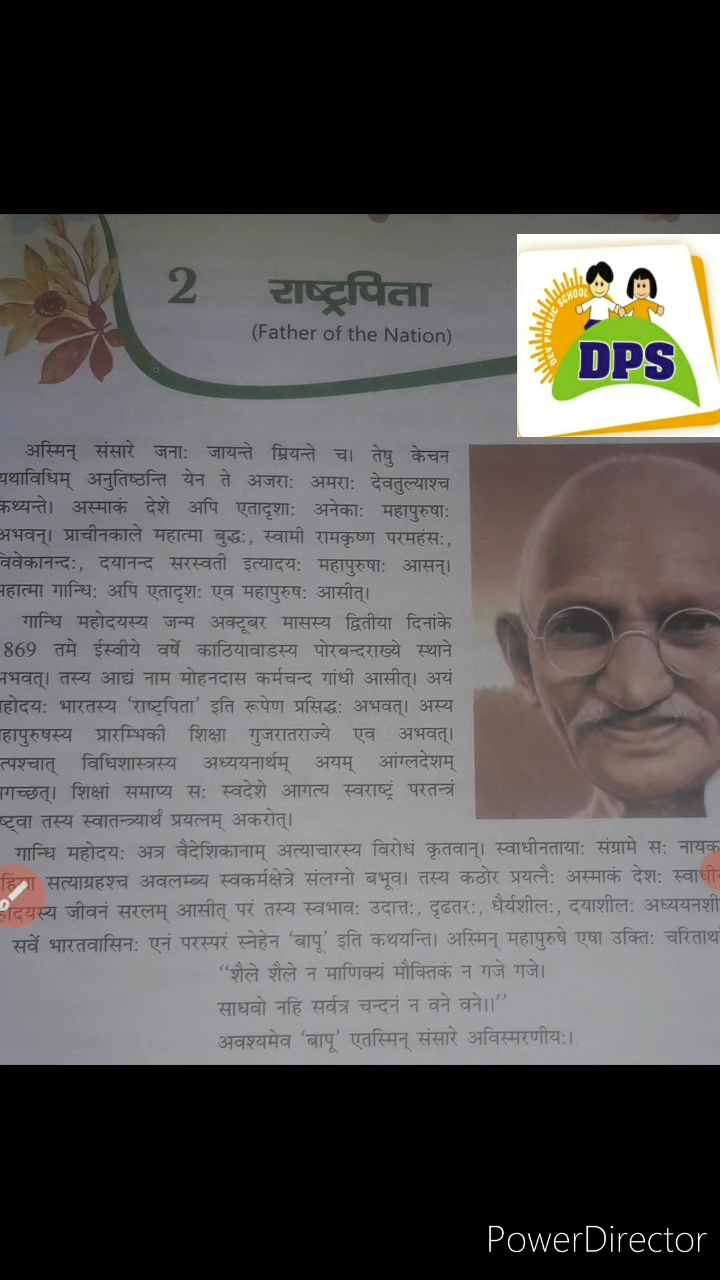 2 राष्ट्रपिता
(Father of the Nation)
DEV PUBLIC SCHOOL
DPS
अस्मिन् संसारे जनाः जायन्ते म्रियन्ते च। तेषु केचन
यथाविधिम् अनुतिष्ठन्ति येन ते अजराः अमराः देवतुल्याश्च
कथ्यन्ते। अस्माकं देशे अपि एतादृशाः अनेकाः महापुरुषाः
अभवन्। प्राचीनकाले महात्मा बुद्धः, स्वामी रामकृष्ण परमहंसः,
विवेकानन्दः, दयानन्द सरस्वती इत्यादयः महापुरुषाः आसन्।
महात्मा गान्धिः अपि एतादृशः एव महापुरुषः आसीत्।
गान्धि महोदयस्य जन्म अक्टूबर मासस्य द्वितीया दिनांके
869 तमे ईस्वीये वर्षे काठियावाडस्य पोरबन्दराख्ये स्थाने
अभवत्। तस्य आद्यं नाम मोहनदास कर्मचन्द गांधी आसीत्। अयं
होदयः भारतस्य 'राष्ट्रपिता' इति रूपेण प्रसिद्धः अभवत्। अस्य
हापुरुषस्य प्रारम्भिकी शिक्षा गुजरातराज्ये एव अभवत्।
त्पश्चात् विधिशास्त्रस्य अध्ययनार्थम् अयम् आंग्लदेशम्
गच्छत्। शिक्षां समाप्य सः स्वदेशे आगत्य स्वराष्ट्रं परतन्त्रं
ष्ट्वा तस्य स्वातन्त्र्यार्थं प्रयत्नम् अकरोत्।
गान्धि महोदयः अत्र वैदेशिकानाम् अत्याचारस्य विरोधं कृतवान्। स्वाधीनतायाः संग्रामे सः नायक
सत्याग्रहश्च अवलम्ब्य स्वकर्मक्षेत्रे संलग्नो बभूव। तस्य कठोर प्रयत्नैः अस्माकं देशः स्वाधीन
होदयस्य जीवनं सरलम् आसीत् परं तस्य स्वभावः उदात्तः, दृढतरः, धैर्यशीलः, दयाशीलः अध्ययनशी
सर्वे भारतवासिनः एनं परस्परं स्नेहेन 'बापू' इति कथयन्ति। अस्मिन् महापुरुषे एषा उक्तिः चरितार्था
"शैले शैले न माणिक्यं मौक्तिकं न गजे गजे।
साधवो नहि सर्वत्र चन्दनं न वने वने।।"
अवश्यमेव 'बापू' एतस्मिन् संसारे अविस्मरणीयः।
PowerDirector